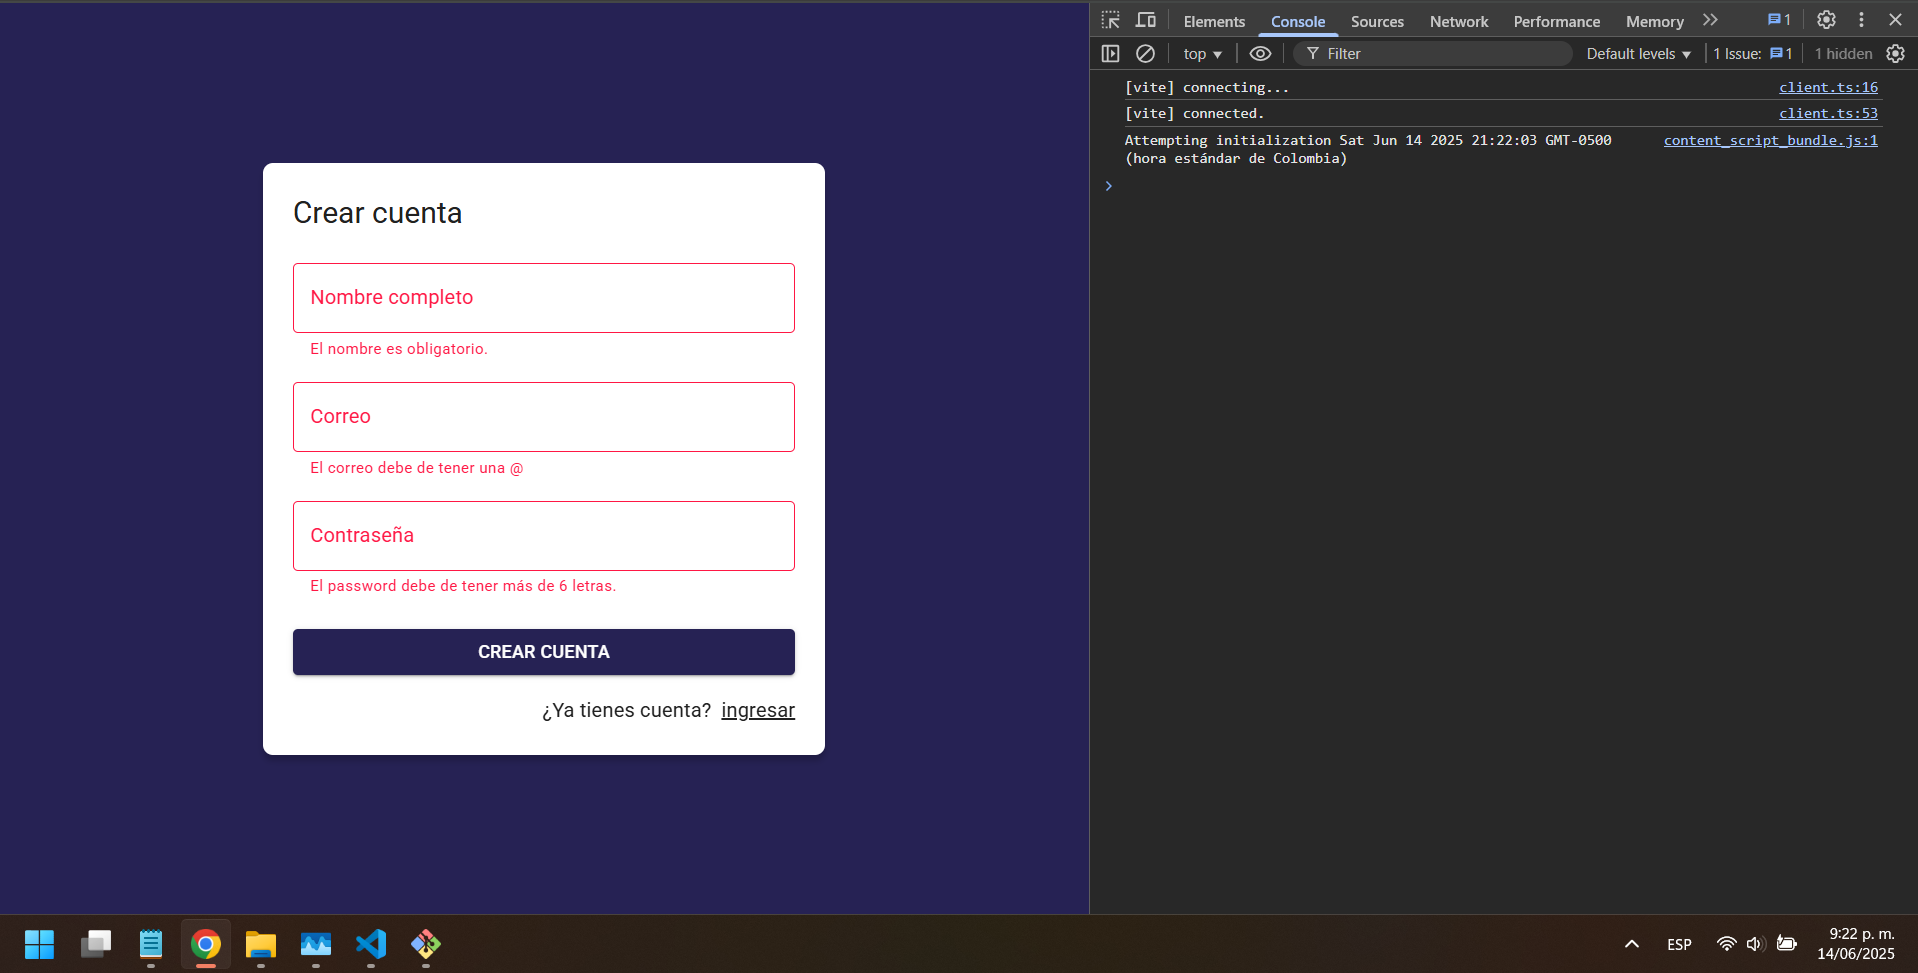 Crear cuenta
Nombre completo
El nombre es obligatorio.
Correo
El correo debe de tener una @
Contraseña
El password debe de tener más de 6 letras.
CREAR CUENTA
¿Ya tienes cuenta? ingresar
Elements Console Sources Network Performance Memory 1
top Filter Default levels 1 Issue: 1 1 hidden
[vite] connecting... client.ts:16
[vite] connected. client.ts:53
Attempting initialization Sat Jun 14 2025 21:22:03 GMT-0500 content_script_bundle.js:1
(hora estándar de Colombia)
ESP
9:22 p. m.
14/06/2025